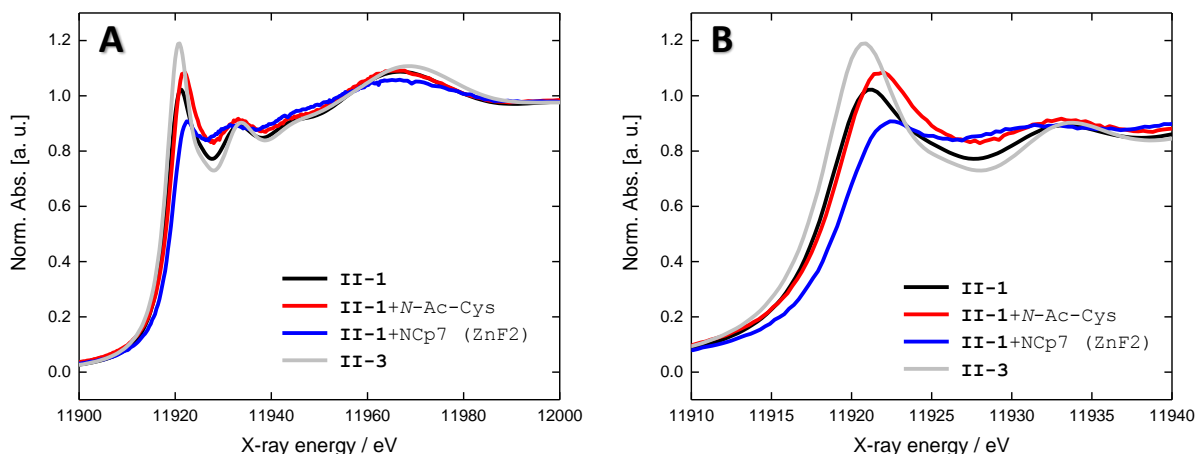 A
Norm. Abs. [a. u.]
1.2
1.0
0.8
0.6
0.4
0.2
0.0
II-1
II-1+N-Ac-Cys
II-1+NCp7 (ZnF2)
II-3
11900 11920 11940 11960 11980 12000
X-ray energy / eV
B
Norm. Abs. [a. u.]
1.2
1.0
0.8
0.6
0.4
0.2
0.0
II-1
II-1+N-Ac-Cys
II-1+NCp7 (ZnF2)
II-3
11910 11915 11920 11925 11930 11935 11940
X-ray energy / eV